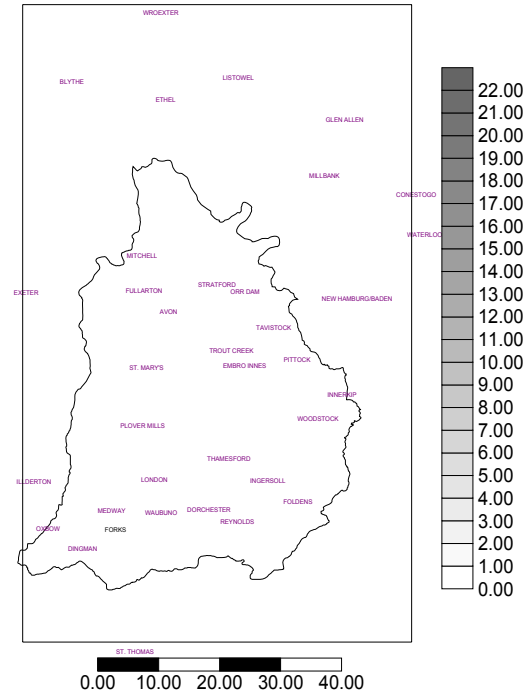 WROEXTER
BLYTHE
LISTOWEL
ETHEL
GLEN ALLEN
MILLBANK
CONESTOGO
WATERLOO
MITCHELL
EXETER
FULLARTON
STRATFORD
ORR DAM
NEW HAMBURG/BADEN
AVON
TAVISTOCK
TROUT CREEK
PITTOCK
ST. MARY'S
EMBRO INNES
INNERKIP
WOODSTOCK
PLOVER MILLS
THAMESFORD
ILDERTON
LONDON
INGERSOLL
FOLDENS
MEDWAY
WAUBUNO
DORCHESTER
REYNOLDS
OXBOW
FORKS
DINGMAN
ST. THOMAS
0.00 10.00 20.00 30.00 40.00
22.00
21.00
20.00
19.00
18.00
17.00
16.00
15.00
14.00
13.00
12.00
11.00
10.00
9.00
8.00
7.00
6.00
5.00
4.00
3.00
2.00
1.00
0.00